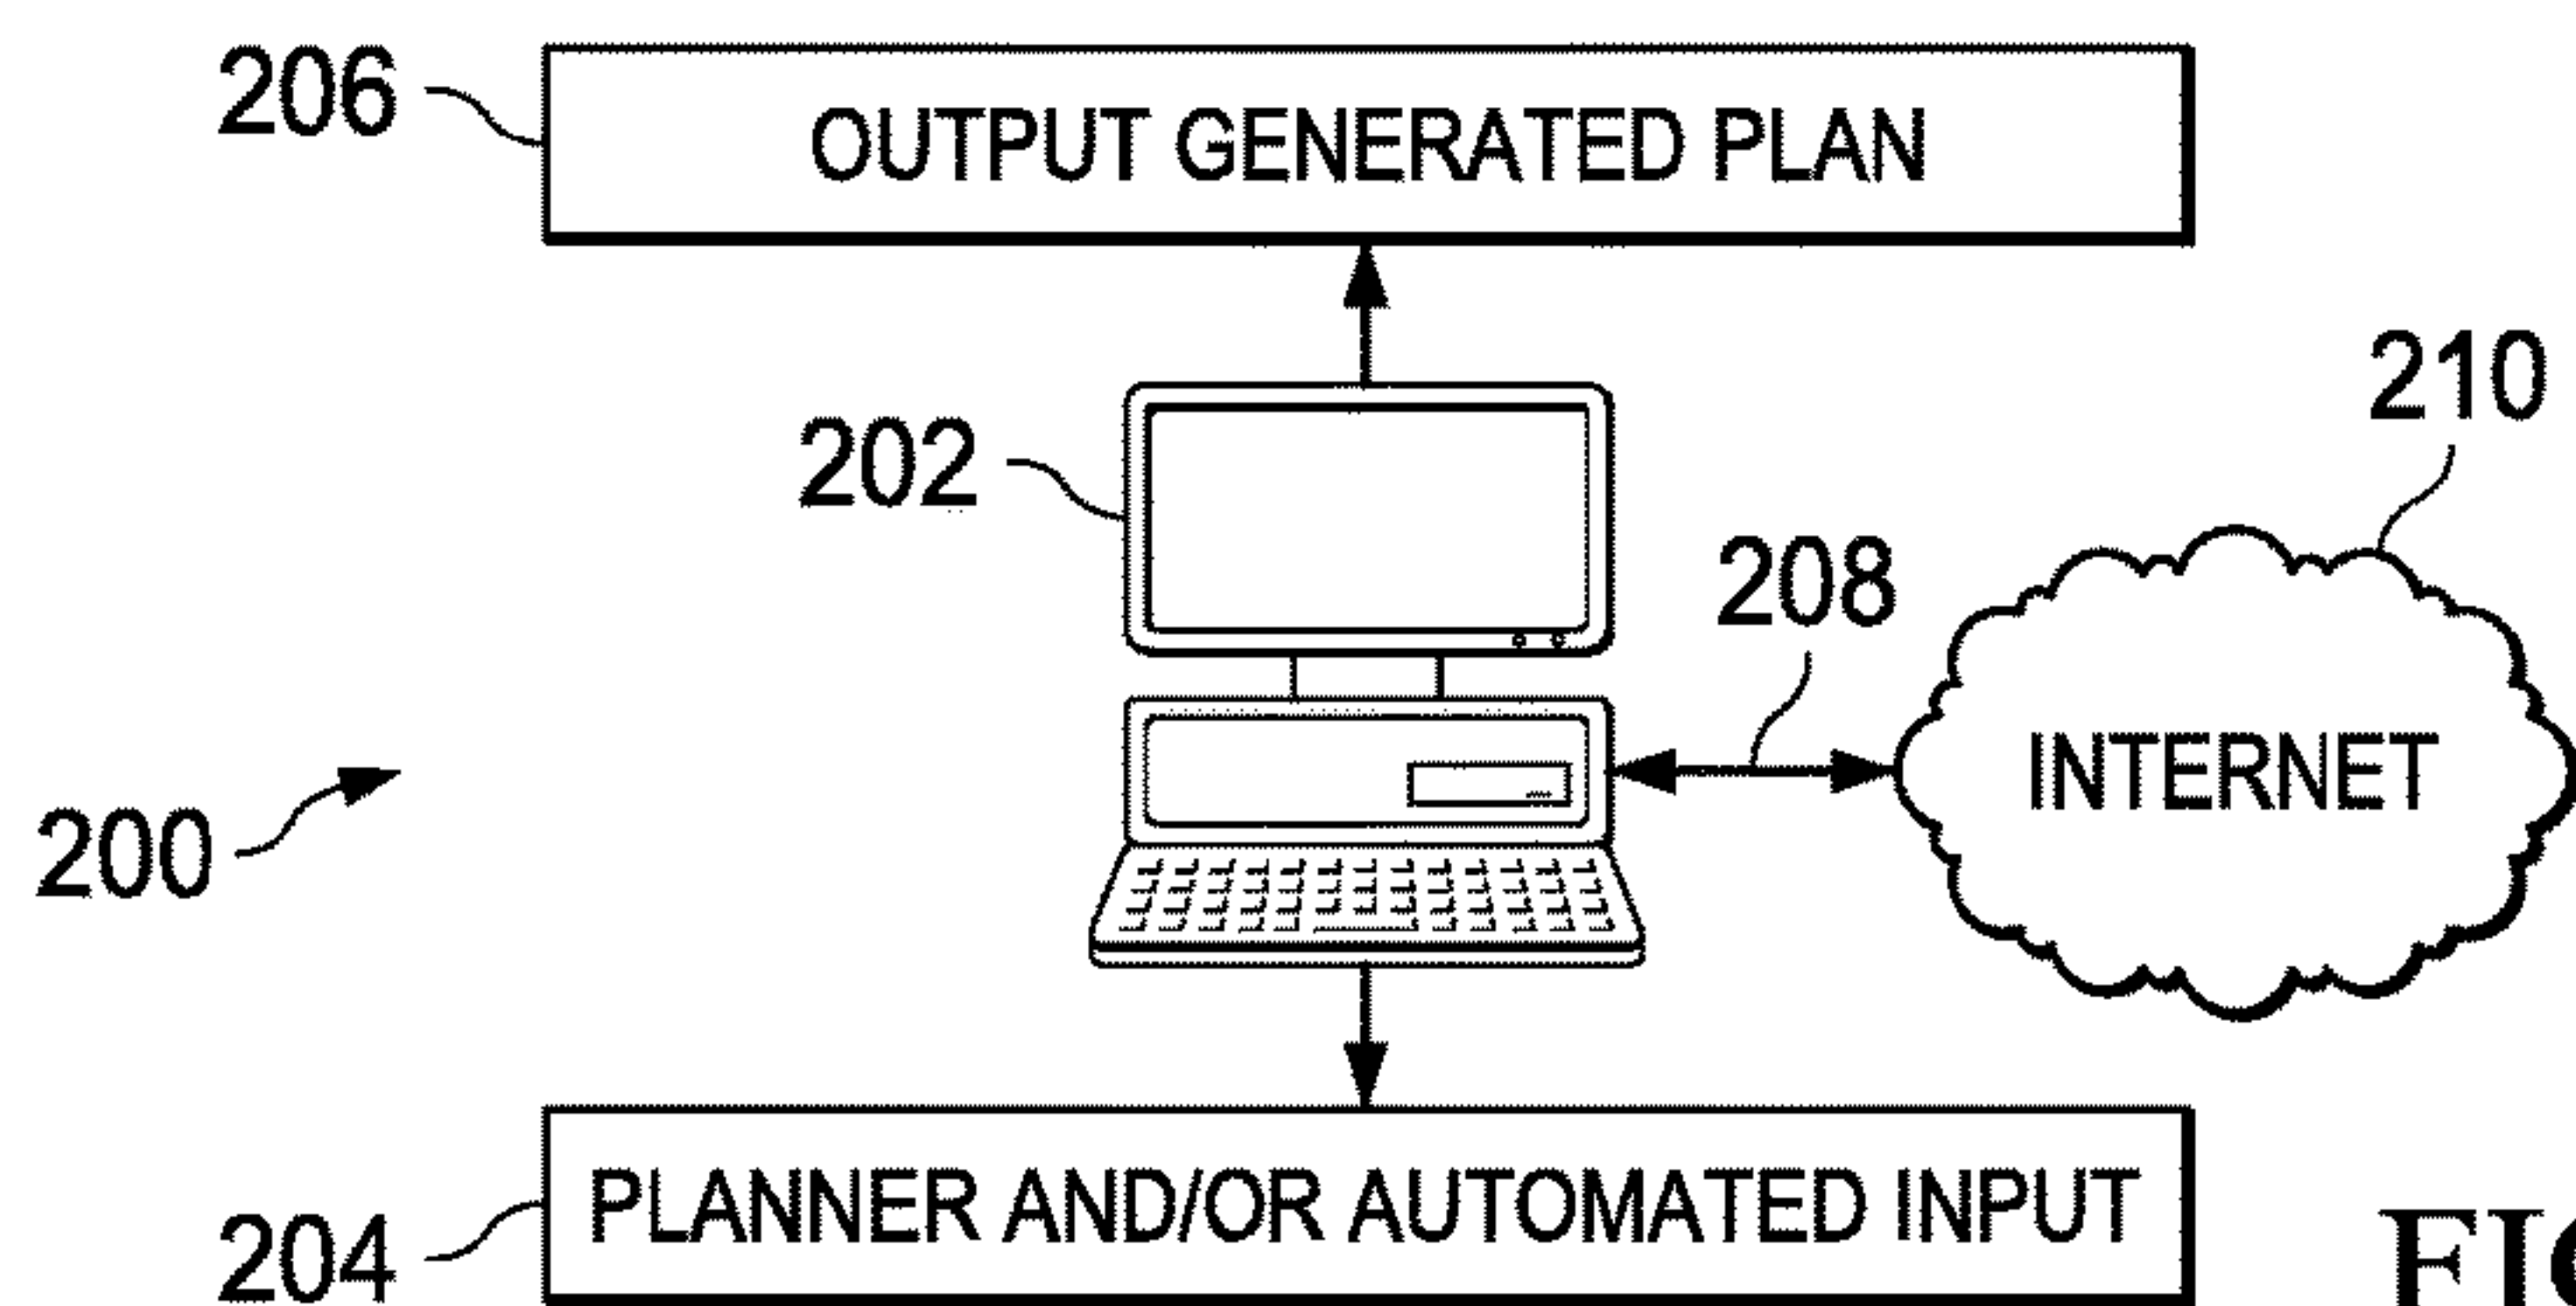 206
OUTPUT GENERATED PLAN
210
202
208
INTERNET
200
PLANNER AND/OR AUTOMATED INPUT
204